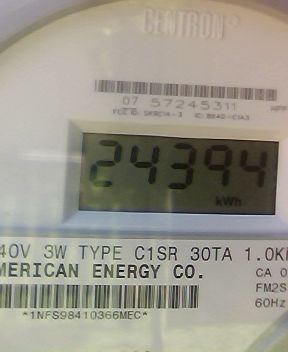 CENTRON
07 57245311
24394
kWh
40V 3W TYPE C1SR 30TA 1.0K
MERICAN ENERGY CO.
CA 0
FM2S
60Hz
*1NFS98410366MEC*